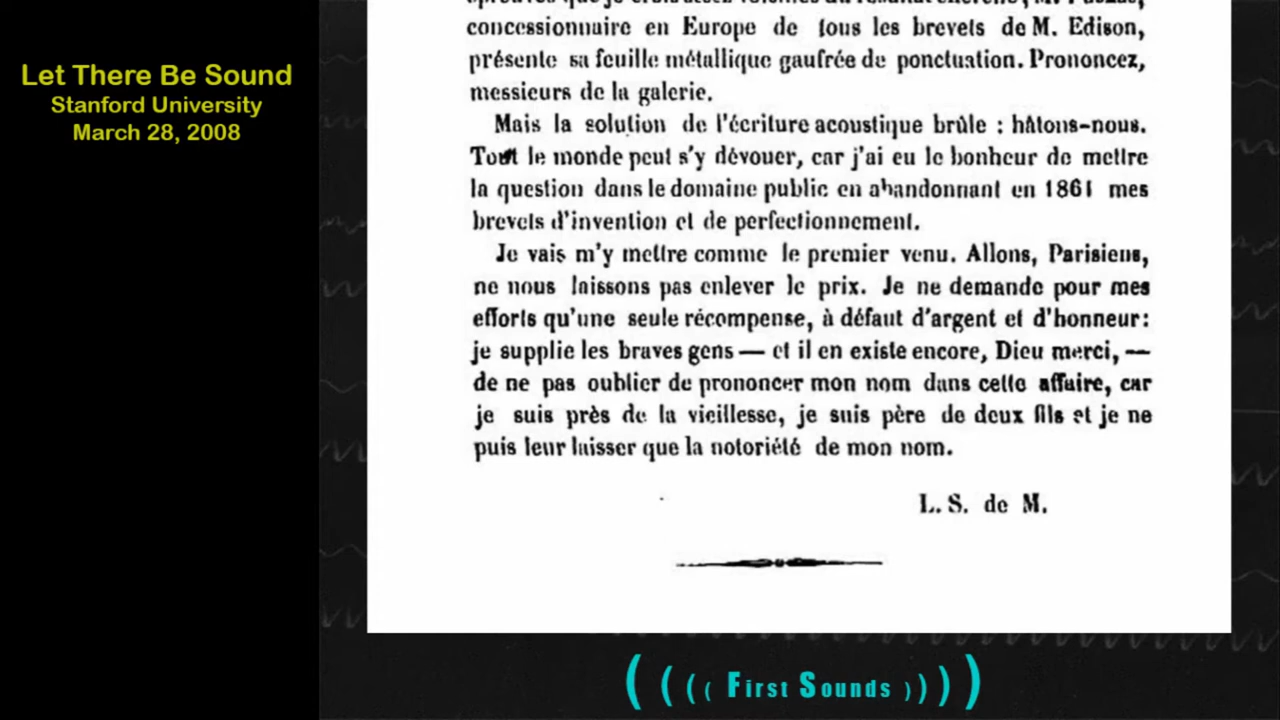 Let There Be Sound
Stanford University
March 28, 2008
concessionnaire en Europe de tous les brevets de M. Edison,
présente sa feuille métallique gaufrée de ponctuation. Prononcez,
messieurs de la galerie.
Mais la solution de l'écriture acoustique brûle : hâtons-nous.
Tout le monde peut s'y dévouer, car j'ai eu le bonheur de mettre
la question dans le domaine public en abandonnant en 1861 mes
brevets d'invention et de perfectionnement.
Je vais m'y mettre comme le premier venu. Allons, Parisiens,
ne nous laissons pas enlever le prix. Je ne demande pour mes
efforts qu'une seule récompense, à défaut d'argent et d'honneur:
je supplie les braves gens — et il en existe encore, Dieu merci, —
de ne pas oublier de prononcer mon nom dans cette affaire, car
je suis près de la vieillesse, je suis père de deux fils et je ne
puis leur laisser que la notoriété de mon nom.
L. S. de M.
( ( ( ( First Sounds ) ) ) )